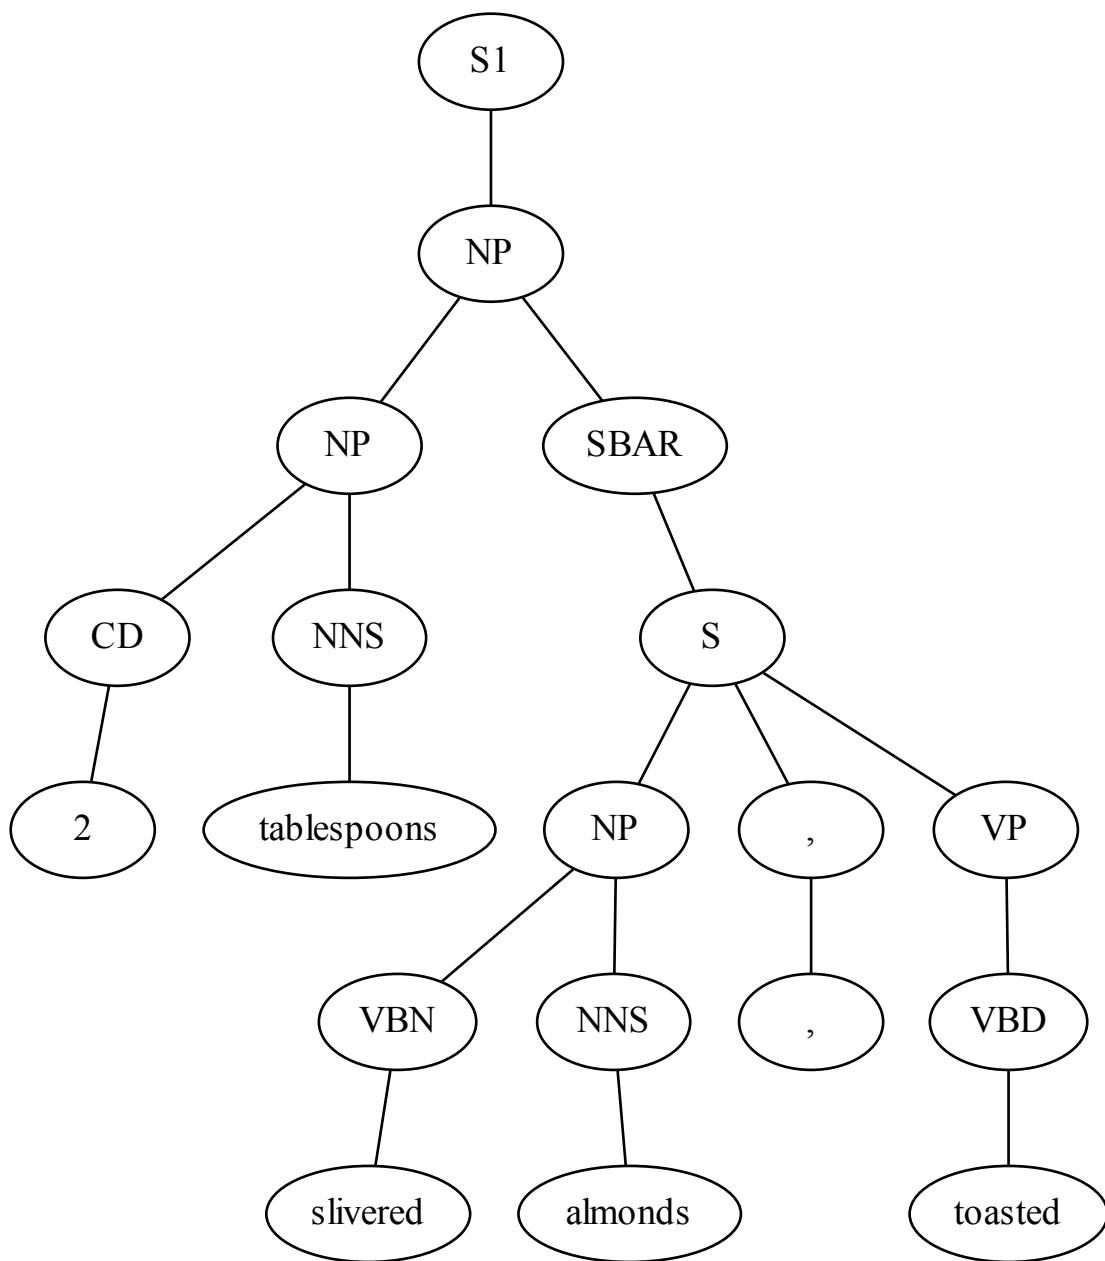 S1
NP
NP SBAR
CD NNS S
2 tablespoons NP , VP
VBN NNS , VBD
slivered almonds toasted